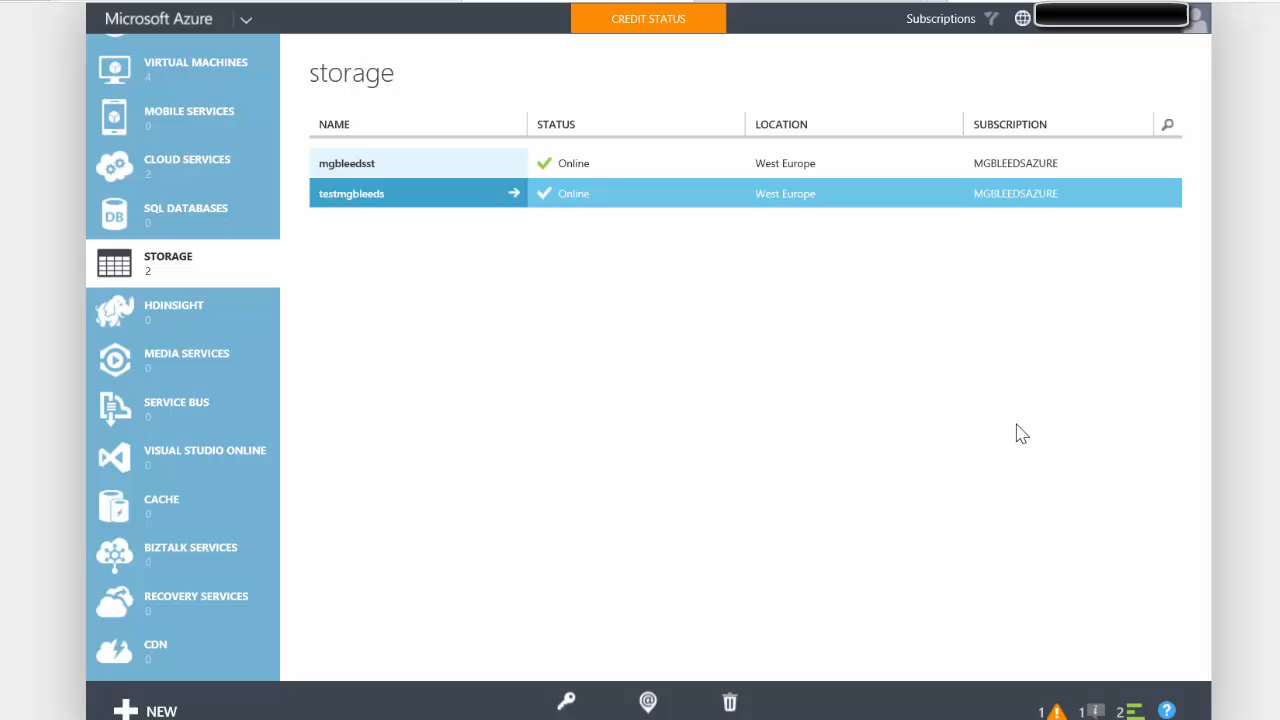 Microsoft Azure
CREDIT STATUS
Subscriptions
VIRTUAL MACHINES
4
MOBILE SERVICES
0
CLOUD SERVICES
2
SQL DATABASES
0
DB
STORAGE
2
HDINSIGHT
0
MEDIA SERVICES
0
SERVICE BUS
0
VISUAL STUDIO ONLINE
0
CACHE
0
BIZTALK SERVICES
0
RECOVERY SERVICES
0
CDN
0
storage
NAME STATUS LOCATION SUBSCRIPTION
mgbleedsst Online West Europe MGBLEEDSAZURE
testmgbleeds Online West Europe MGBLEEDSAZURE
NEW
1 1 2 ?